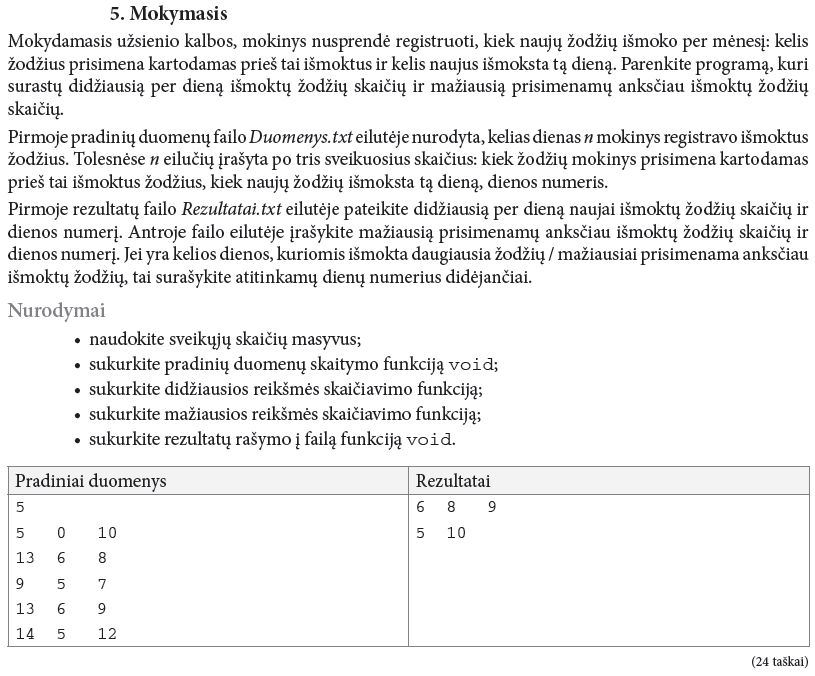 5. Mokymasis
Mokydamasis užsienio kalbos, mokinys nusprendė registruoti, kiek naujų žodžių išmoko per mėnesį: kelis
žodžius prisimena kartodamas prieš tai išmoktus ir kelis naujus išmoksta tą dieną. Parenkite programą, kuri
surastų didžiausią per dieną išmoktų žodžių skaičių ir mažiausią prisimenamų anksčiau išmoktų žodžių
skaičių.
Pirmoje pradinių duomenų failo Duomenys.txt eilutėje nurodyta, kelias dienas n mokinys registravo išmoktus
žodžius. Tolesnėse n eilučių įrašyta po tris sveikuosius skaičius: kiek žodžių mokinys prisimena kartodamas
prieš tai išmoktus žodžius, kiek naujų žodžių išmoksta tą dieną, dienos numeris.
Pirmoje rezultatų failo Rezultatai.txt eilutėje pateikite didžiausią per dieną naujai išmoktų žodžių skaičių ir
dienos numerį. Antroje failo eilutėje įrašykite mažiausią prisimenamų anksčiau išmoktų žodžių skaičių ir
dienos numerį. Jei yra kelios dienos, kuriomis išmokta daugiausia žodžių / mažiausiai prisimenama anksčiau
išmoktų žodžių, tai surašykite atitinkamų dienų numerius didėjančiai.
Nurodymai
• naudokite sveikųjų skaičių masyvus;
• sukurkite pradinių duomenų skaitymo funkciją void;
• sukurkite didžiausios reikšmės skaičiavimo funkciją;
• sukurkite mažiausios reikšmės skaičiavimo funkciją;
• sukurkite rezultatų rašymo į failą funkciją void.
Pradiniai duomenys
5
5 0 10
13 6 8
9 5 7
13 6 9
14 5 12
Rezultatai
6 8 9
5 10
(24 taškai)